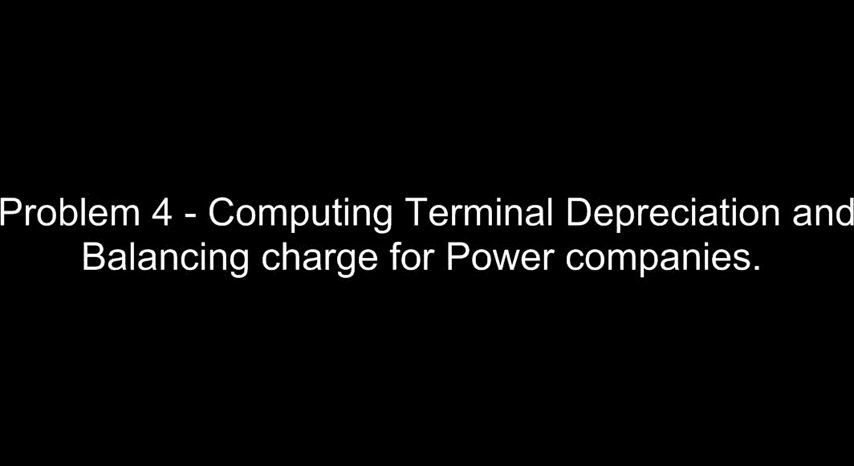 Problem 4 - Computing Terminal Depreciation and
Balancing charge for Power companies.